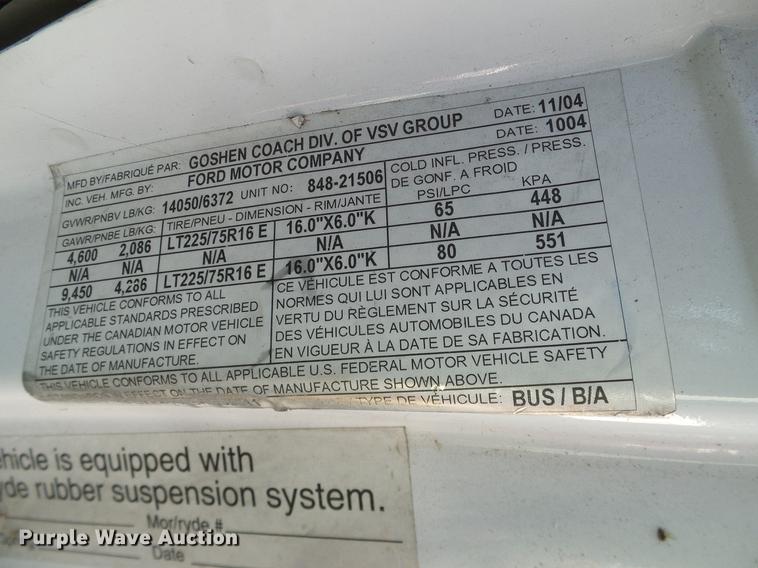 MFD BY/FABRIQUÉ PAR: GOSHEN COACH DIV. OF VSV GROUP DATE: 11/04
INC. VEH. MFG. BY: FORD MOTOR COMPANY DATE: 1004
GVWR/PNBV LB/KG: 14050/6372 UNIT NO: 848-21506 COLD INFL. PRESS. / PRESS. DE GONF. A FROID
GAWR/PNBE LB/KG: TIRE/PNEU - DIMENSION - RIM/JANTE PSI/LPC KPA
4,600 2,086 LT225/75R16 E 16.0"X6.0"K 65 448
N/A N/A N/A N/A N/A N/A
9,450 4,286 LT225/75R16 E 16.0"X6.0"K 80 551
THIS VEHICLE CONFORMS TO ALL
APPLICABLE STANDARDS PRESCRIBED
UNDER THE CANADIAN MOTOR VEHICLE
SAFETY REGULATIONS IN EFFECT ON
THE DATE OF MANUFACTURE.
CE VÉHICULE EST CONFORME A TOUTES LES
NORMES QUI LUI SONT APPLICABLES EN
VERTU DU RÈGLEMENT SUR LA SÉCURITÉ
DES VÉHICULES AUTOMOBILES DU CANADA
EN VIGUEUR À LA DATE DE SA FABRICATION.
THIS VEHICLE CONFORMS TO ALL APPLICABLE U.S. FEDERAL MOTOR VEHICLE SAFETY
IN EFFECT ON THE DATE OF MANUFACTURE SHOWN ABOVE.
TYPE DE VÉHICULE: BUS / B/A
hicle is equipped with
yde rubber suspension system.
Mor/ryde #
Date
Purple Wave Auction